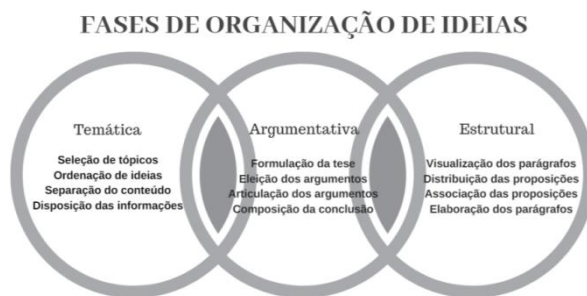 FASES DE ORGANIZAÇÃO DE IDEIAS
Temática
Seleção de tópicos
Ordenação de ideias
Separação do conteúdo
Disposição das informações
Argumentativa
Formulação da tese
Eleição dos argumentos
Articulação dos argumentos
Composição da conclusão
Estrutural
Visualização dos parágrafos
Distribuição das proposições
Associação das proposições
Elaboração dos parágrafos